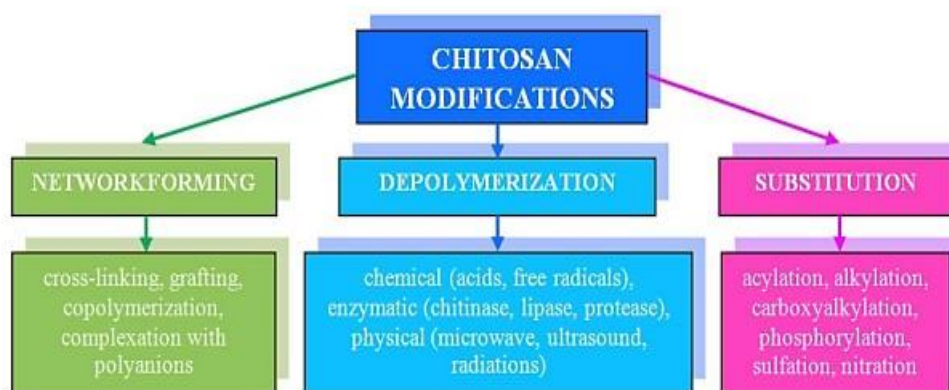 CHITOSAN
MODIFICATIONS
NETWORKFORMING
DEPOLYMERIZATION
SUBSTITUTION
cross-linking, grafting,
copolymerization,
complexation with
polyanions
chemical (acids, free radicals),
enzymatic (chitinase, lipase, protease),
physical (microwave, ultrasound,
radiations)
acylation, alkylation,
carboxyalkylation,
phosphorylation,
sulfation, nitration